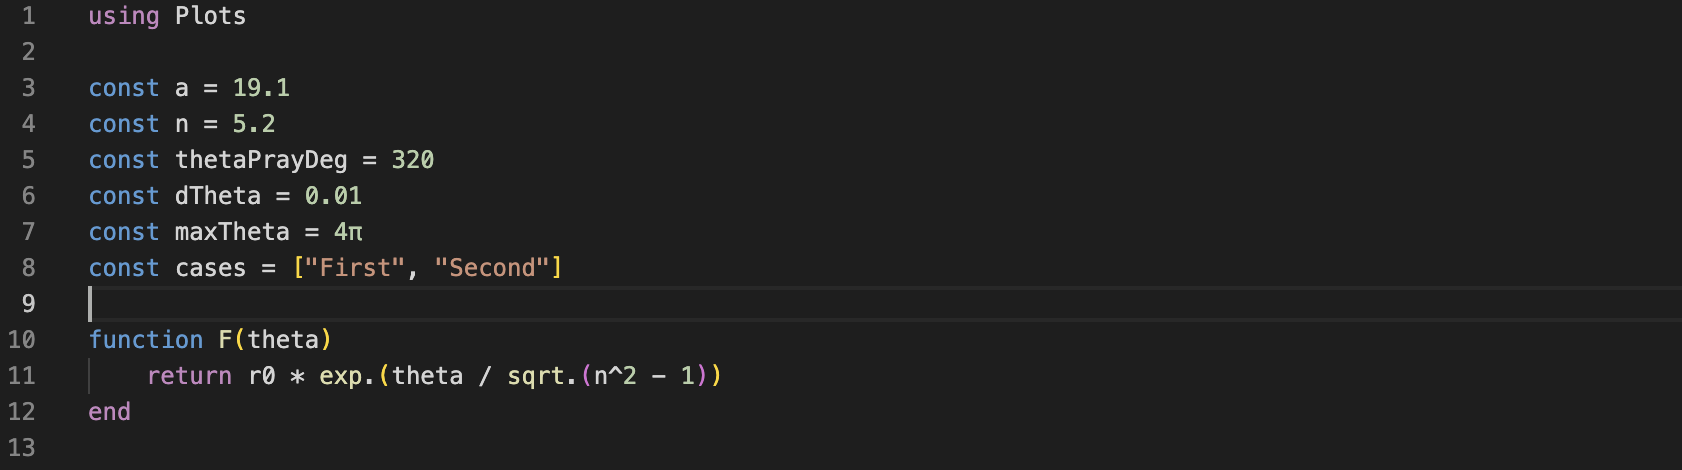 1 using Plots
2
3 const a = 19.1
4 const n = 5.2
5 const thetaPrayDeg = 320
6 const dTheta = 0.01
7 const maxTheta = 4π
8 const cases = ["First", "Second"]
9
10 function F(theta)
11     return r0 * exp.(theta / sqrt.(n^2 - 1))
12 end
13